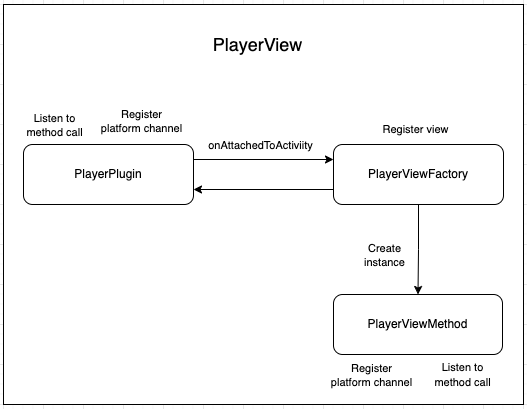 PlayerView
Listen to
method call
Register
platform channel
onAttachedToActiviity
Register view
PlayerPlugin
PlayerViewFactory
Create
instance
PlayerViewMethod
Register
platform channel
Listen to
method call